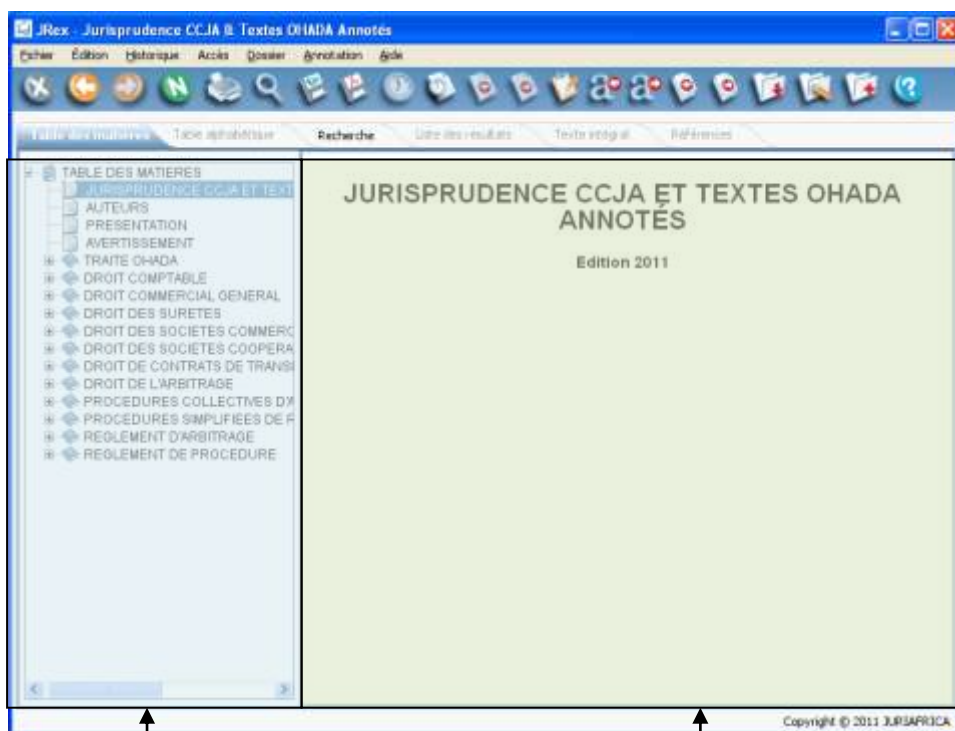 JRex - Jurisprudence CCJA & Textes OHADA Annotés
Fichier Édition Historique Accès Dossier Annotation Aide
Table des matières Table alphabétique Recherche Liste des résultats Texte intégral Références
TABLE DES MATIERES
JURISPRUDENCE CCJA ET TEXT
AUTEURS
PRESENTATION
AVERTISSEMENT
TRAITE OHADA
DROIT COMPTABLE
DROIT COMMERCIAL GENERAL
DROIT DES SURETES
DROIT DES SOCIETES COMMERC
DROIT DES SOCIETES COOPERA
DROIT DE CONTRATS DE TRANS
DROIT DE L'ARBITRAGE
PROCEDURES COLLECTIVES D'A
PROCEDURES SIMPLIFIEES DE R
REGLEMENT D'ARBITRAGE
REGLEMENT DE PROCEDURE
JURISPRUDENCE CCJA ET TEXTES OHADA
ANNOTÉS
Edition 2011
Copyright © 2011 JURIAFRICA